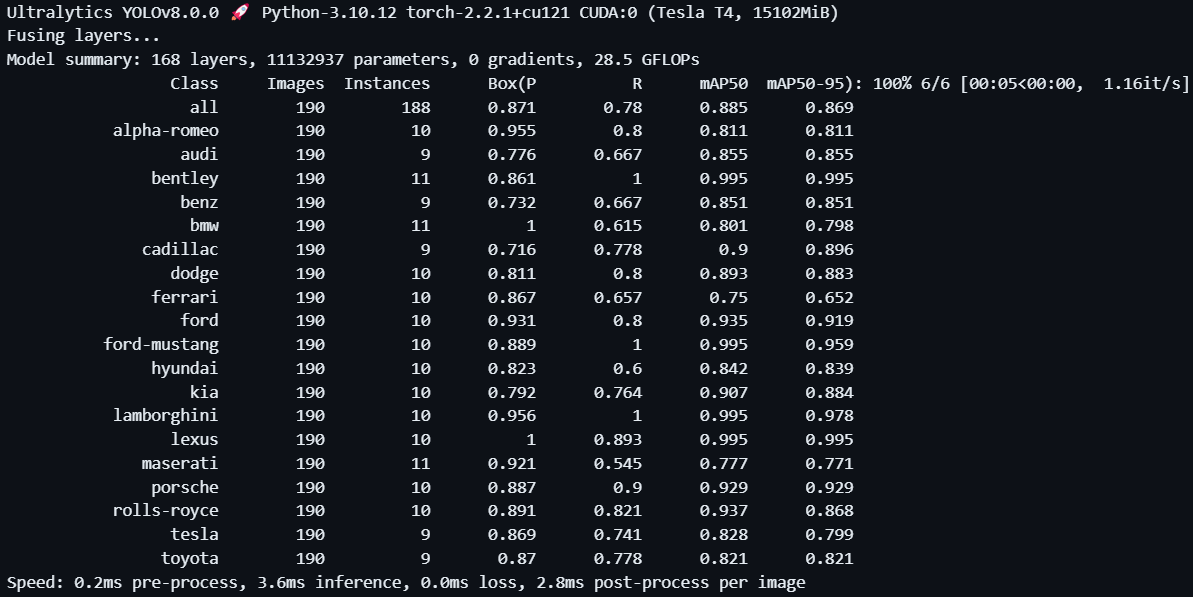 Ultralytics YOLOv8.0.0 🚀 Python-3.10.12 torch-2.2.1+cu121 CUDA:0 (Tesla T4, 15102MiB)
Fusing layers...
Model summary: 168 layers, 11132937 parameters, 0 gradients, 28.5 GFLOPs
Class Images Instances Box(P R mAP50 mAP50-95): 100% 6/6 [00:05<00:00, 1.16it/s]
all 190 188 0.871 0.78 0.885 0.869
alpha-romeo 190 10 0.955 0.8 0.811 0.811
audi 190 9 0.776 0.667 0.855 0.855
bentley 190 11 0.861 1 0.995 0.995
benz 190 9 0.732 0.667 0.851 0.851
bmw 190 11 1 0.615 0.801 0.798
cadillac 190 9 0.716 0.778 0.9 0.896
dodge 190 10 0.811 0.8 0.893 0.883
ferrari 190 10 0.867 0.657 0.75 0.652
ford 190 10 0.931 0.8 0.935 0.919
ford-mustang 190 10 0.889 1 0.995 0.959
hyundai 190 10 0.823 0.6 0.842 0.839
kia 190 10 0.792 0.764 0.907 0.884
lamborghini 190 10 0.956 1 0.995 0.978
lexus 190 10 1 0.893 0.995 0.995
maserati 190 11 0.921 0.545 0.777 0.771
porsche 190 10 0.887 0.9 0.929 0.929
rolls-royce 190 10 0.891 0.821 0.937 0.868
tesla 190 9 0.869 0.741 0.828 0.799
toyota 190 9 0.87 0.778 0.821 0.821
Speed: 0.2ms pre-process, 3.6ms inference, 0.0ms loss, 2.8ms post-process per image